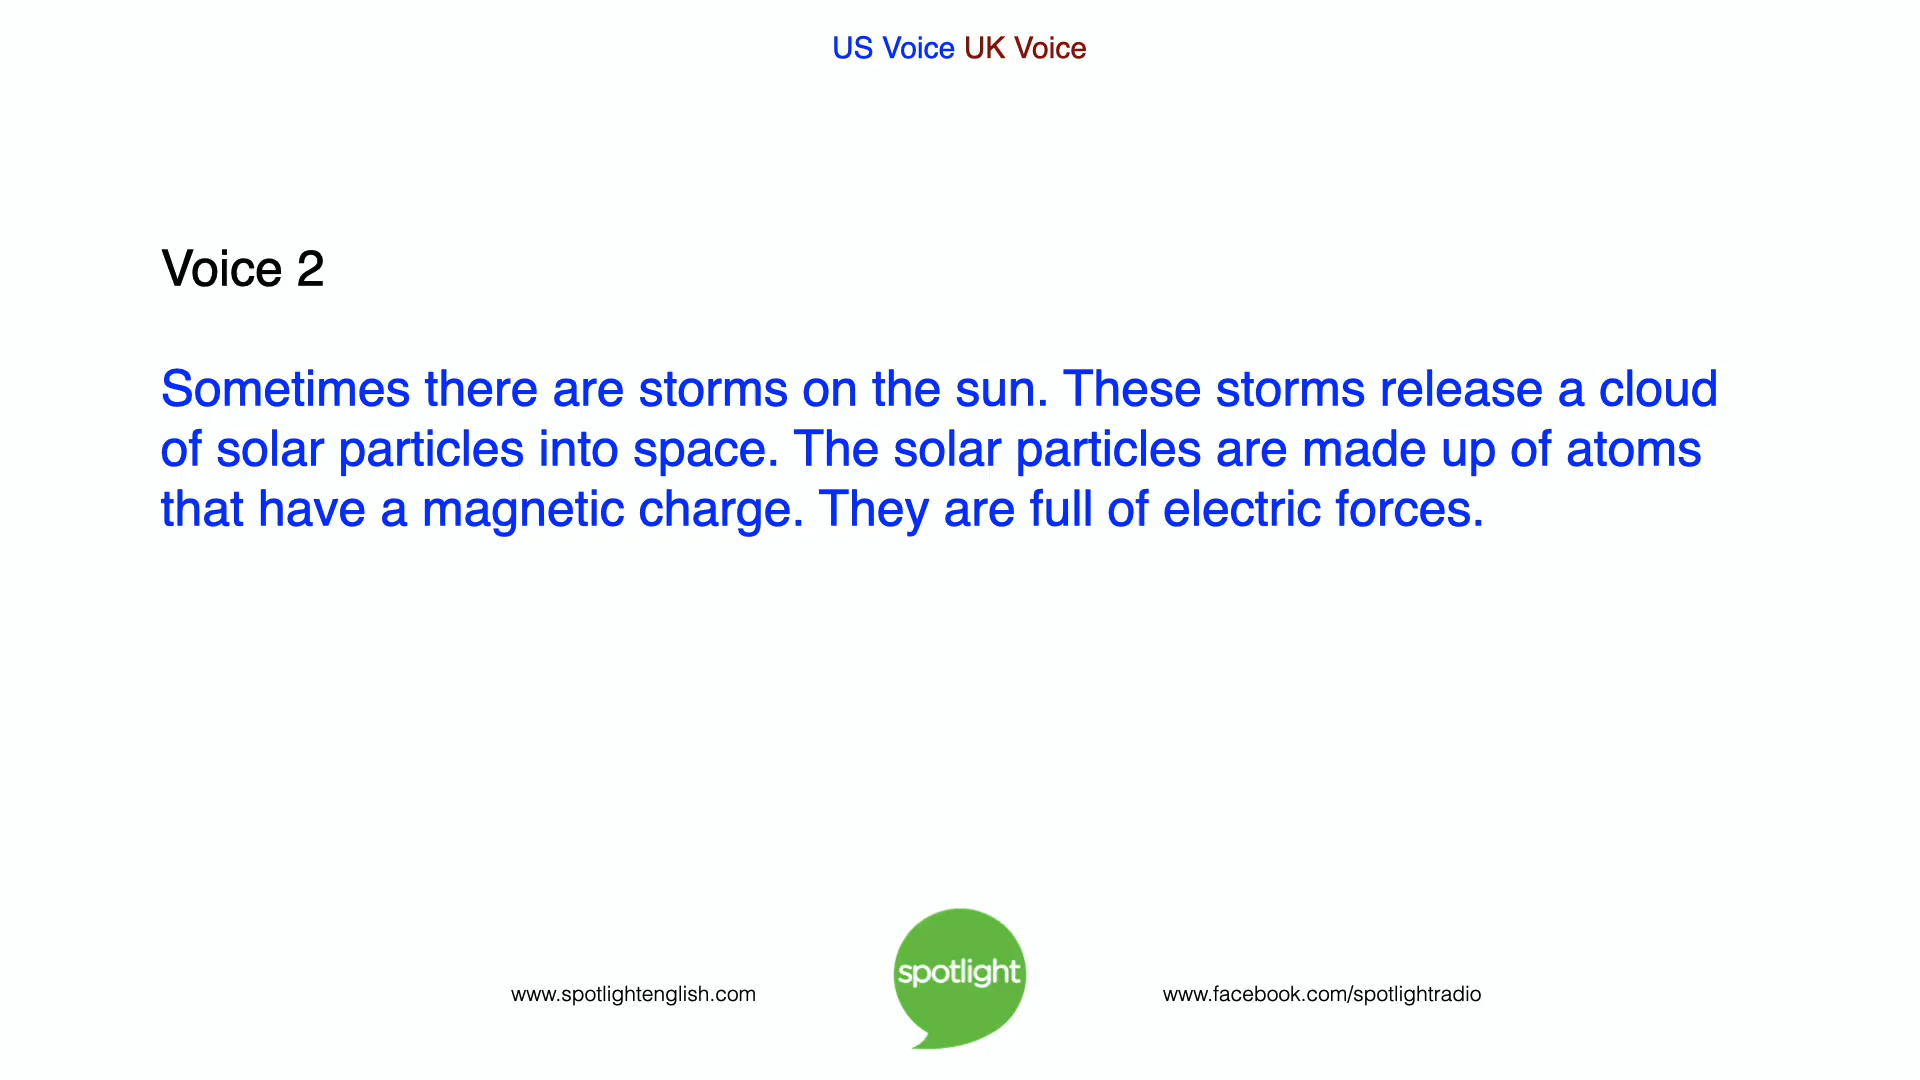 US Voice UK Voice
Voice 2
Sometimes there are storms on the sun. These storms release a cloud
of solar particles into space. The solar particles are made up of atoms
that have a magnetic charge. They are full of electric forces.
spotlight
www.spotlightenglish.com
www.facebook.com/spotlightradio